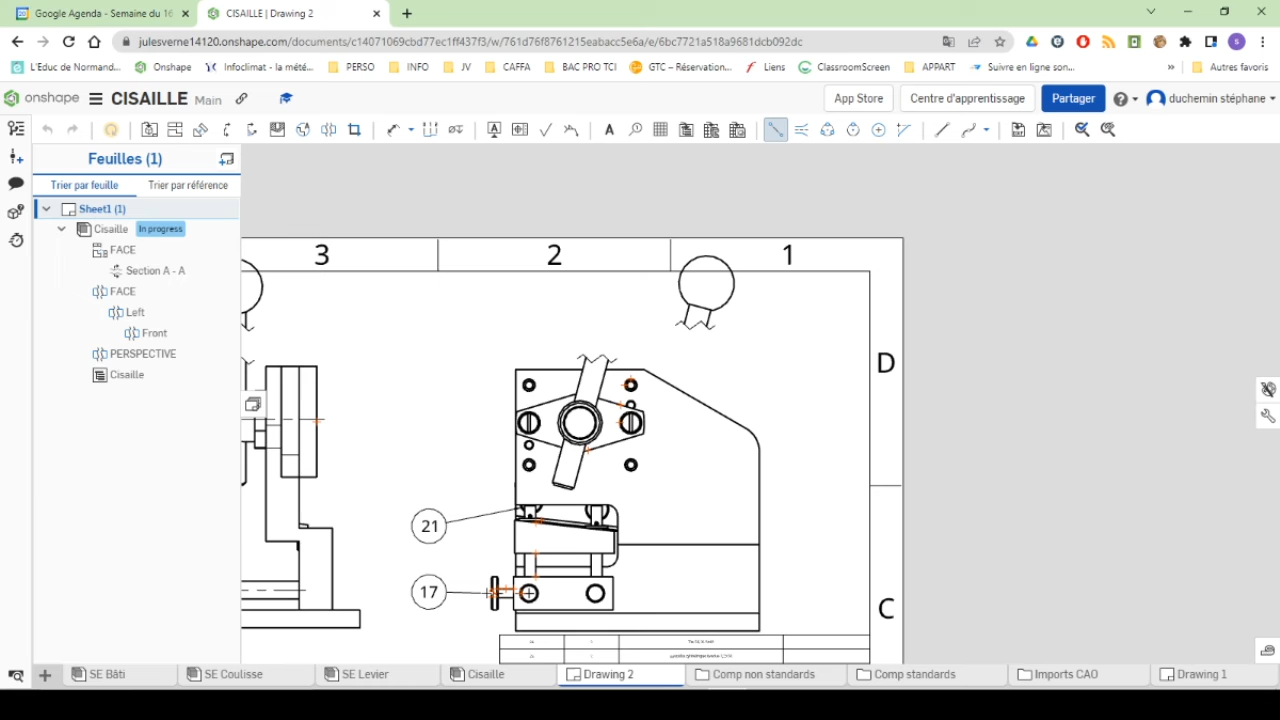 Google Agenda - Semaine du 16
CISAILLE | Drawing 2
julesverne14120.onshape.com/documents/c14071069cbd77ec1ff437f3/w/761d76f8761215eabacc5e6a/e/6bc7721a518a9681dcb092dc
L'Educ de Normand...
Onshape
Infoclimat - la mété...
PERSO
INFO
JV
CAFFA
BAC PRO TCI
GTC – Réservation...
Liens
ClassroomScreen
APPART
Suivre en ligne son...
»
Autres favoris
onshape
CISAILLE Main
App Store
Centre d'apprentissage
Partager
duchemin stéphane
Feuilles (1)
Trier par feuille
Trier par référence
Sheet1 (1)
Cisaille In progress
FACE
Section A - A
FACE
Left
Front
PERSPECTIVE
Cisaille
3
2
1
D
21
17
C
SE Bâti
SE Coulisse
SE Levier
Cisaille
Drawing 2
Comp non standards
Comp standards
Imports CAO
Drawing 1